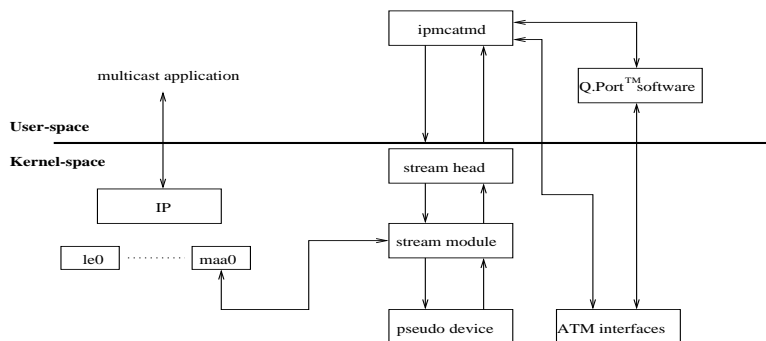 ipmcatmd
multicast application
Q.Port™software
User-space
Kernel-space
stream head
IP
stream module
le0
maa0
pseudo device
ATM interfaces